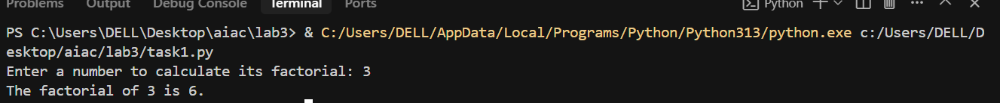 Problems Output Debug Console Terminal Ports Python
PS C:\Users\DELL\Desktop\aiac\lab3> & C:/Users/DELL/AppData/Local/Programs/Python/Python313/python.exe c:/Users/DELL/D
esktop/aiac/lab3/task1.py
Enter a number to calculate its factorial: 3
The factorial of 3 is 6.